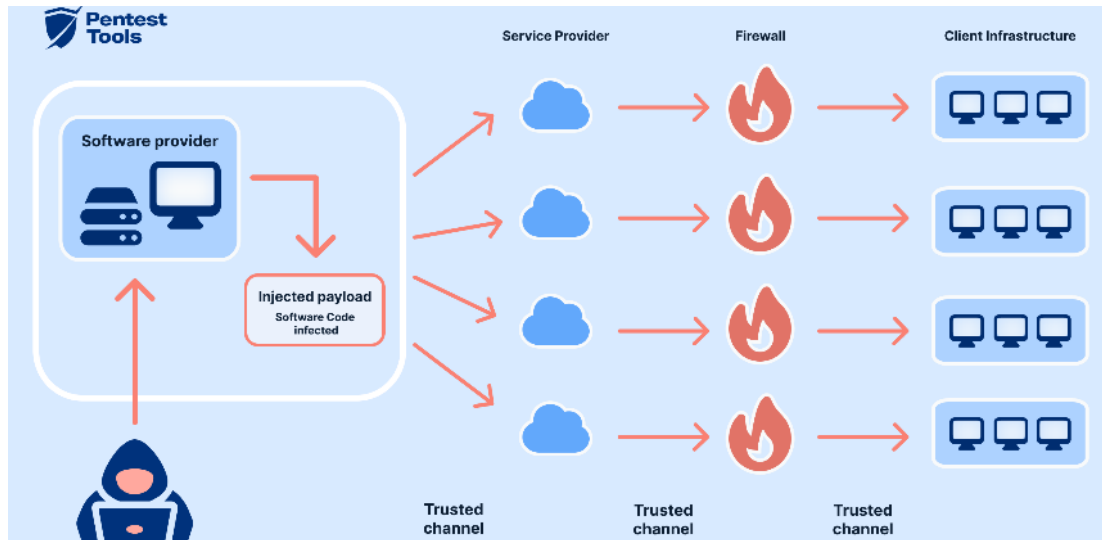 Pentest
Tools
Service Provider
Firewall
Client Infrastructure
Software provider
Injected payload
Software Code
infected
Trusted
channel
Trusted
channel
Trusted
channel